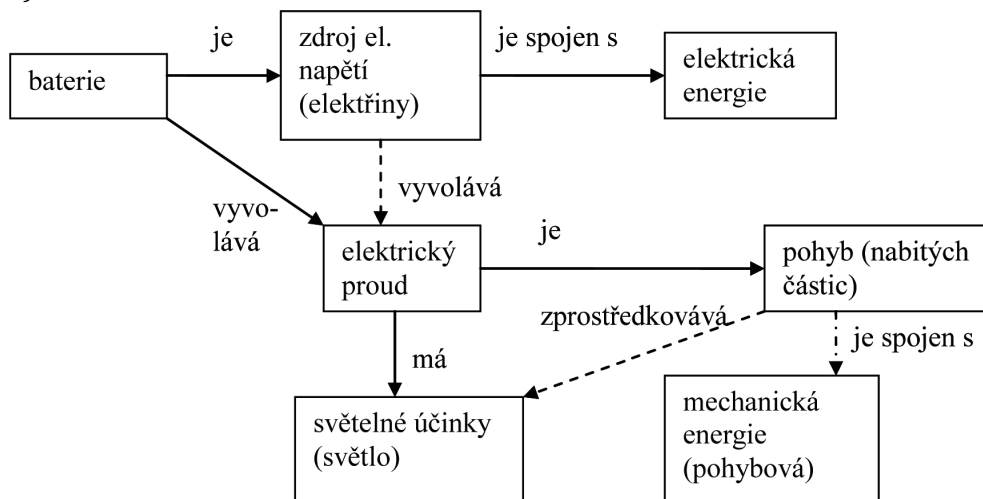 je
zdroj el.
napětí
(elektřiny)
je spojen s
elektrická
energie
baterie
vyvolává
vyvo-
lává
elektrický
proud
je
pohyb (nabitých
částic)
zprostředkovává
je spojen s
má
světelné účinky
(světlo)
mechanická
energie
(pohybová)